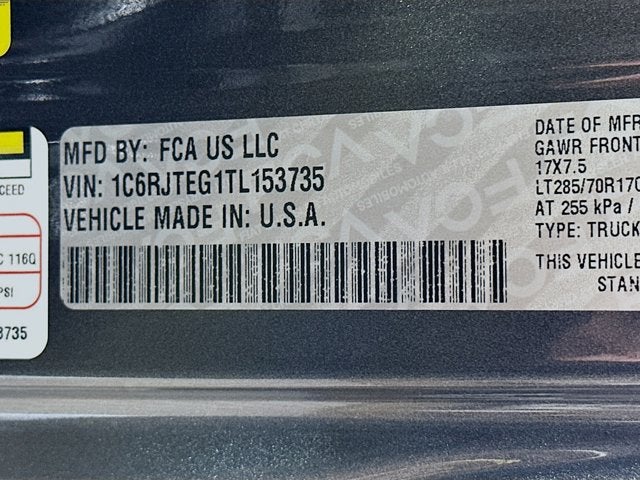 MFD BY: FCA US LLC
VIN: 1C6RJTEG1TL153735
VEHICLE MADE IN: U.S.A.
DATE OF MFR
GAWR FRONT
17X7.5
LT285/70R17C
AT 255 kPa /
TYPE: TRUCK
THIS VEHICLE
STAN
CEED
C 116Q
PSI
3735